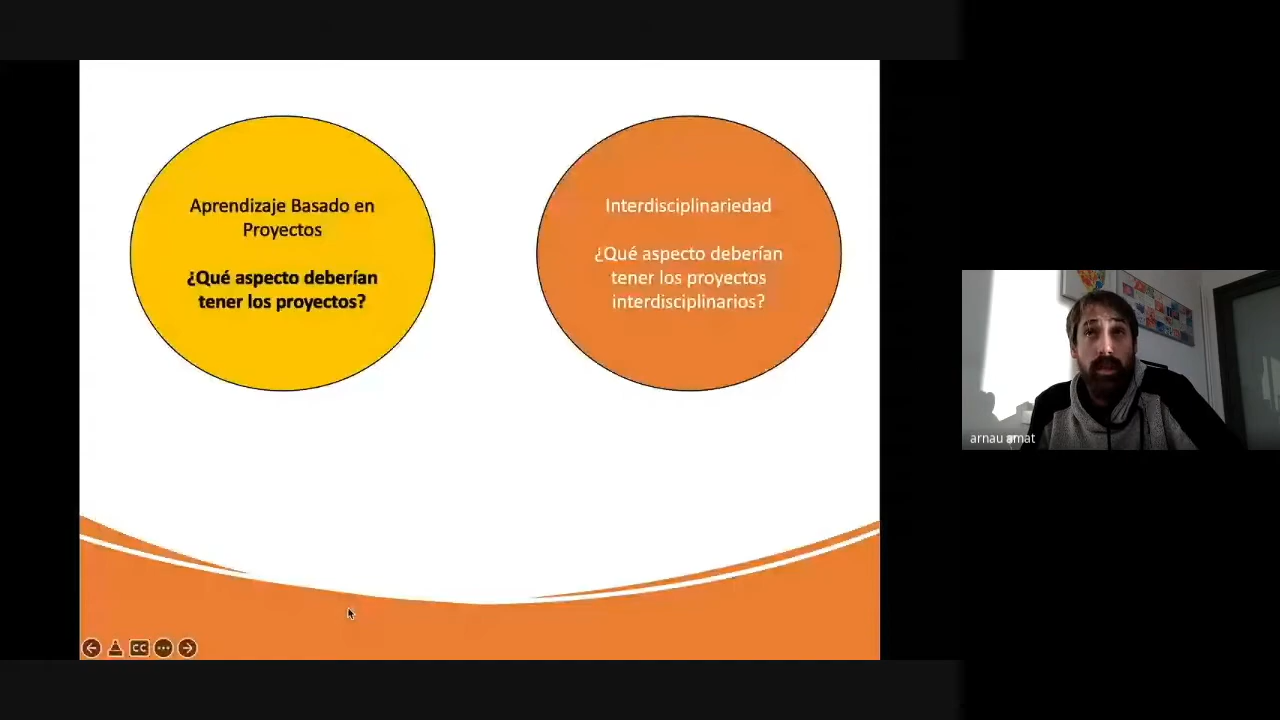 Aprendizaje Basado en
Proyectos
¿Qué aspecto deberían
tener los proyectos?
Interdisciplinariedad
¿Qué aspecto deberían
tener los proyectos
interdisciplinarios?
arnau amat
CC